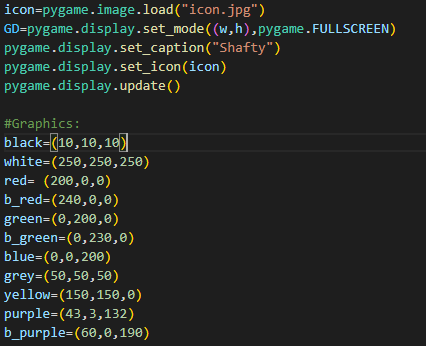 icon=pygame.image.load("icon.jpg")
GD=pygame.display.set_mode((w,h),pygame.FULLSCREEN)
pygame.display.set_caption("Shafty")
pygame.display.set_icon(icon)
pygame.display.update()
#Graphics:
black=(10,10,10)
white=(250,250,250)
red= (200,0,0)
b_red=(240,0,0)
green=(0,200,0)
b_green=(0,230,0)
blue=(0,0,200)
grey=(50,50,50)
yellow=(150,150,0)
purple=(43,3,132)
b_purple=(60,0,190)